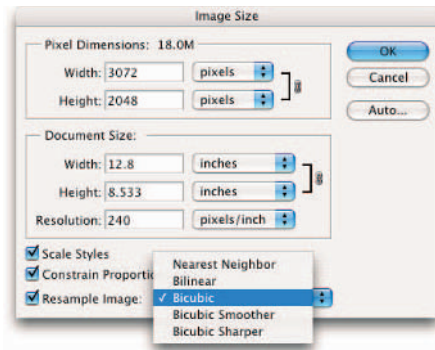 Image Size
Pixel Dimensions: 18.0M
Width: 3072 pixels
Height: 2048 pixels
OK
Cancel
Auto...
Document Size:
Width: 12.8 inches
Height: 8.533 inches
Resolution: 240 pixels/inch
Scale Styles
Constrain Proportio
Resample Image:
Nearest Neighbor
Bilinear
✓ Bicubic
Bicubic Smoother
Bicubic Sharper